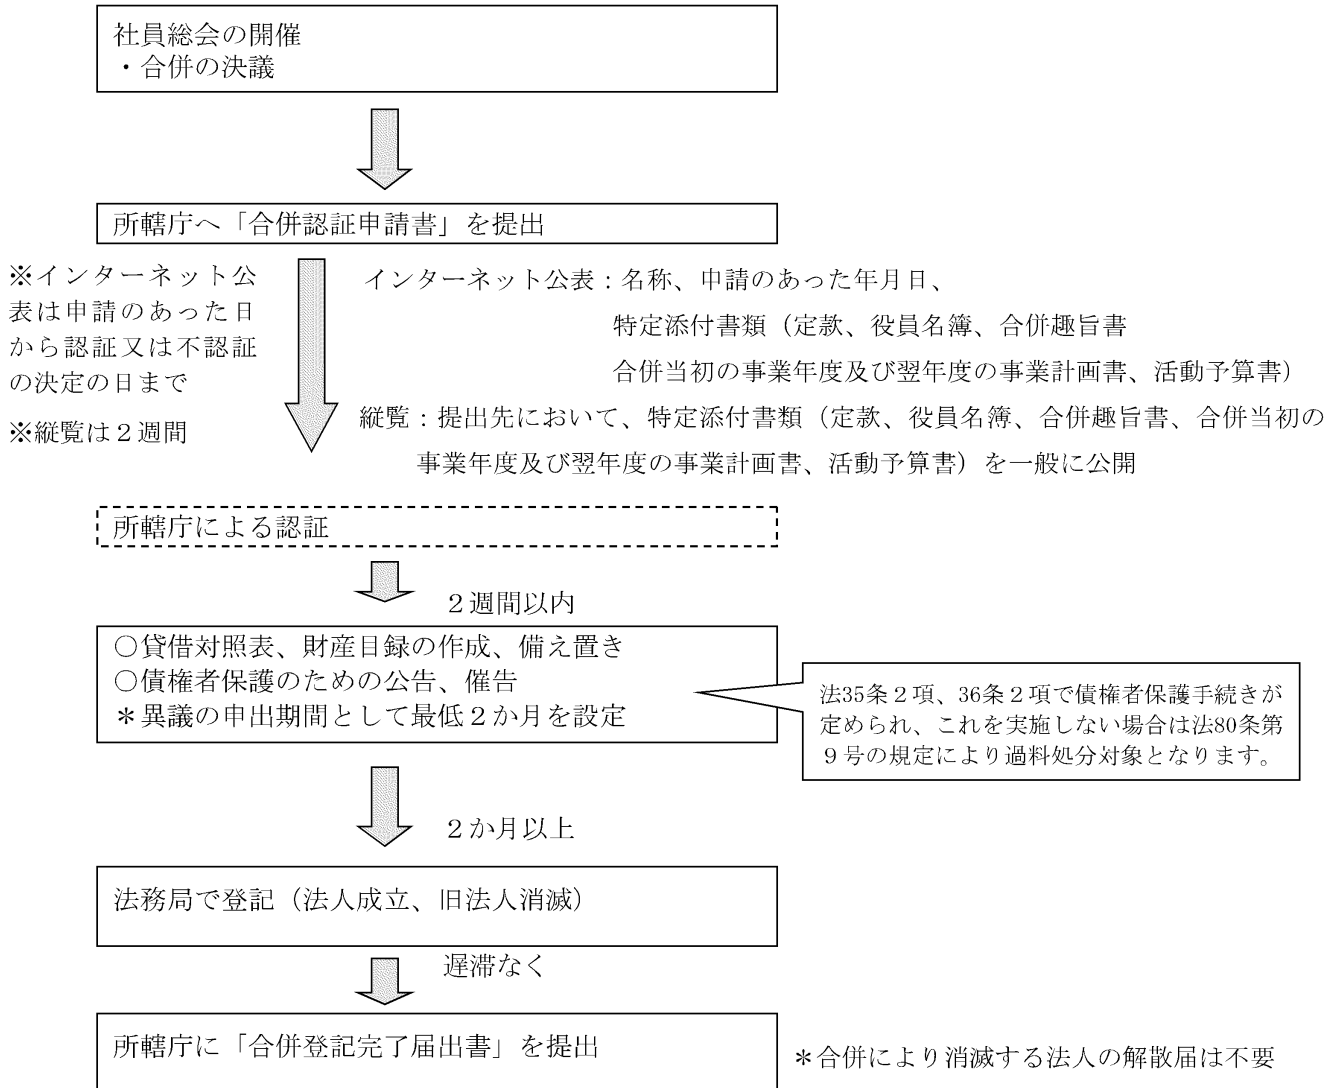 社員総会の開催
・合併の決議
所轄庁へ「合併認証申請書」を提出
※インターネット公
表は申請のあった日
から認証又は不認証
の決定の日まで
※縦覧は２週間
インターネット公表：名称、申請のあった年月日、
特定添付書類（定款、役員名簿、合併趣旨書
合併当初の事業年度及び翌年度の事業計画書、活動予算書）
縦覧：提出先において、特定添付書類（定款、役員名簿、合併趣旨書、合併当初の
事業年度及び翌年度の事業計画書、活動予算書）を一般に公開
所轄庁による認証
２週間以内
○貸借対照表、財産目録の作成、備え置き
○債権者保護のための公告、催告
＊異議の申出期間として最低２か月を設定
法35条２項、36条２項で債権者保護手続きが
定められ、これを実施しない場合は法80条第
９号の規定により過料処分対象となります。
２か月以上
法務局で登記（法人成立、旧法人消滅）
遅滞なく
所轄庁に「合併登記完了届出書」を提出
＊合併により消滅する法人の解散届は不要